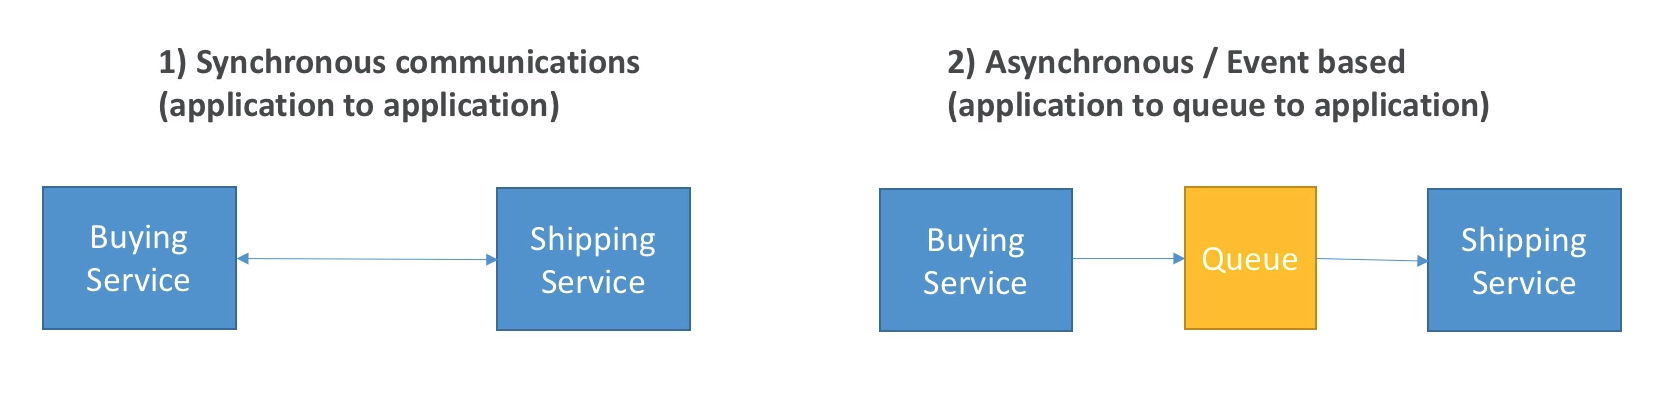 1) Synchronous communications
(application to application)
2) Asynchronous / Event based
(application to queue to application)
Buying
Service
Shipping
Service
Buying
Service
Queue
Shipping
Service